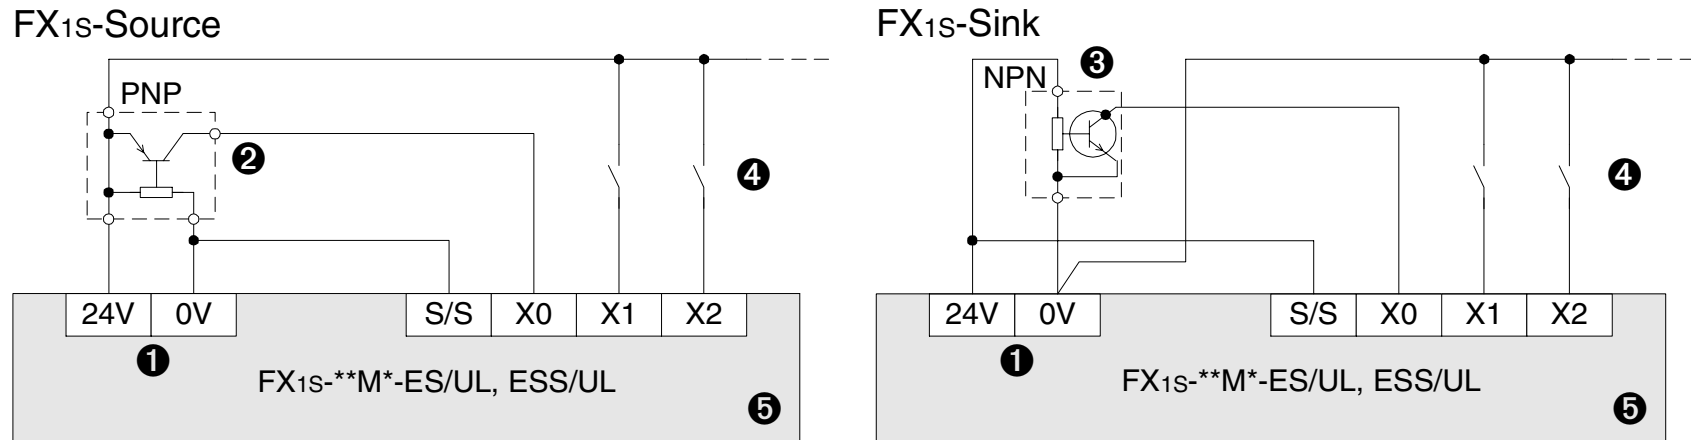 FX1S-Source
PNP
❷
❹
24V 0V S/S X0 X1 X2
❶
FX1S-**M*-ES/UL, ESS/UL
❺
FX1S-Sink
❸
NPN
❹
24V 0V S/S X0 X1 X2
❶
FX1S-**M*-ES/UL, ESS/UL
❺